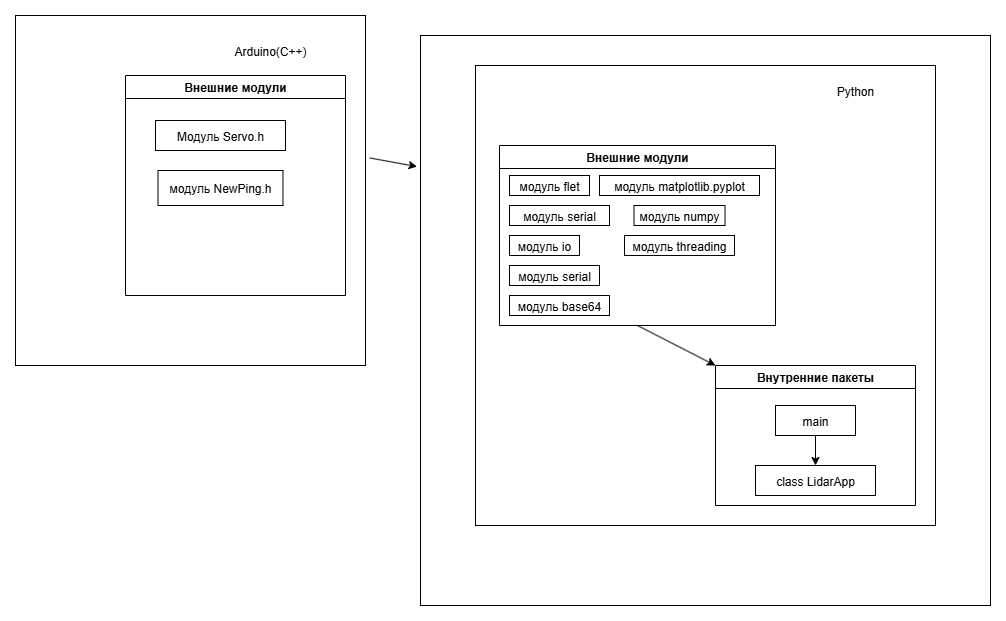 Arduino(C++)
Внешние модули
Модуль Servo.h
модуль NewPing.h
Python
Внешние модули
модуль flet
модуль matplotlib.pyplot
модуль serial
модуль numpy
модуль io
модуль threading
модуль serial
модуль base64
Внутренние пакеты
main
class LidarApp